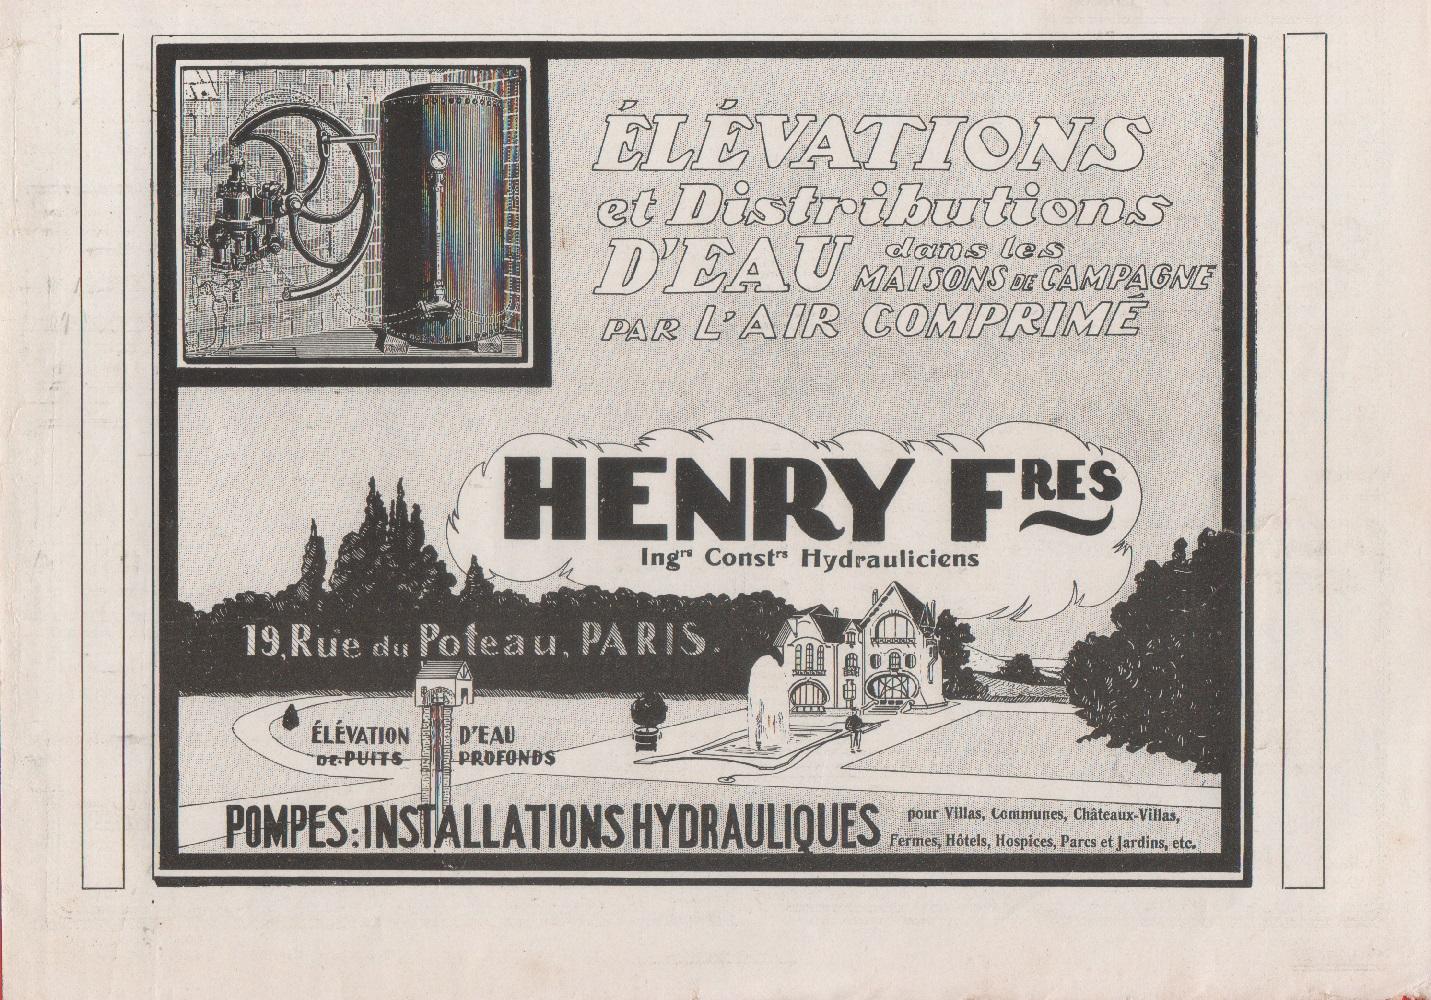 ÉLÉVATIONS
et Distributions
D'EAU dans les
MAISONS DE CAMPAGNE
PAR L'AIR COMPRIMÉ
HENRY FRES
Ingrs Constrs Hydrauliciens
19, Rue du Poteau, PARIS.
ÉLÉVATION D'EAU
DE PUITS PROFONDS
POMPES: INSTALLATIONS HYDRAULIQUES
pour Villas, Communes, Châteaux-Villas,
Fermes, Hôtels, Hospices, Parcs et Jardins, etc.